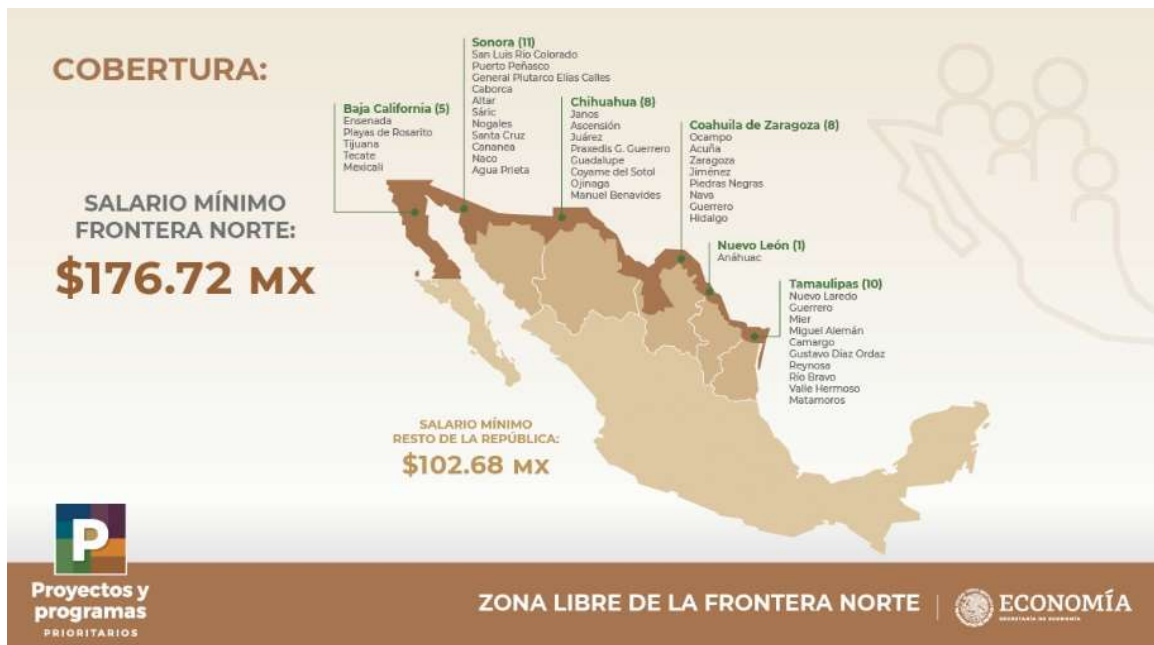 COBERTURA:
SALARIO MÍNIMO
FRONTERA NORTE:
$176.72 MX
Baja California (5)
Ensenada
Playas de Rosarito
Tijuana
Tecate
Mexicali
Sonora (11)
San Luis Río Colorado
Puerto Peñasco
General Plutarco Elías Calles
Caborca
Altar
Sáric
Nogales
Santa Cruz
Cananea
Naco
Agua Prieta
Chihuahua (8)
Janos
Ascensión
Juárez
Praxedis G. Guerrero
Guadalupe
Coyame del Sotol
Ojinaga
Manuel Benavides
Coahuila de Zaragoza (8)
Ocampo
Acuña
Zaragoza
Jiménez
Piedras Negras
Nava
Guerrero
Hidalgo
Nuevo León (1)
Anáhuac
Tamaulipas (10)
Nuevo Laredo
Guerrero
Mier
Miguel Alemán
Camargo
Gustavo Díaz Ordaz
Reynosa
Río Bravo
Valle Hermoso
Matamoros
SALARIO MÍNIMO
RESTO DE LA REPÚBLICA:
$102.68 MX
P
Proyectos y
programas
PRIORITARIOS
ZONA LIBRE DE LA FRONTERA NORTE
ECONOMÍA
SECRETARÍA DE ECONOMÍA